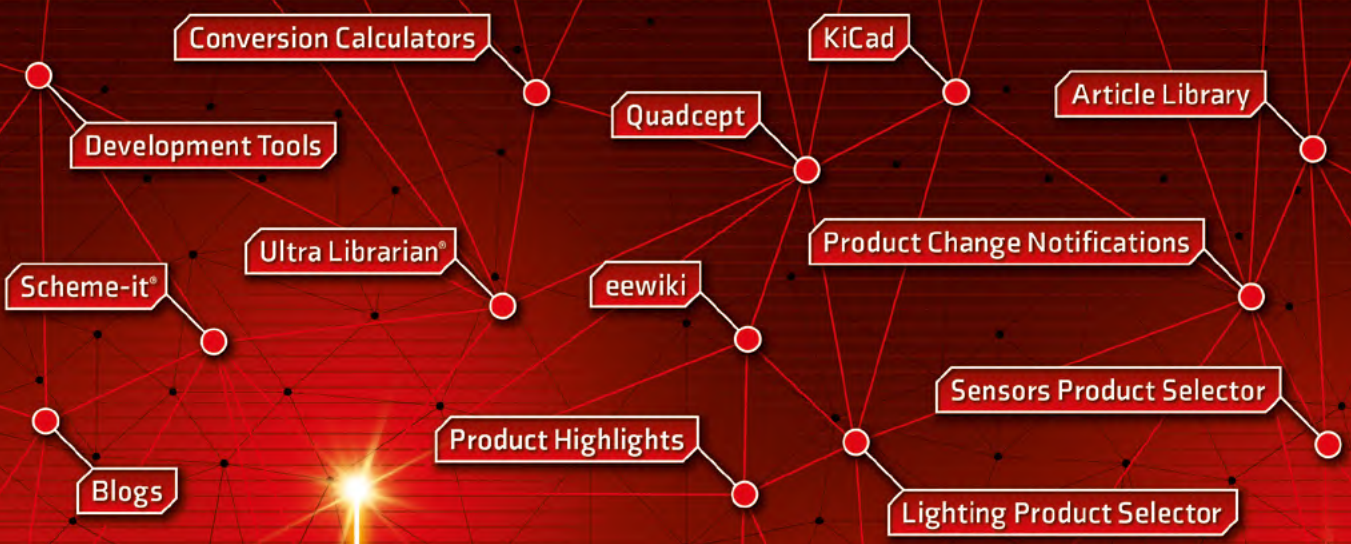 Conversion Calculators
KiCad
Article Library
Quadcept
Development Tools
Product Change Notifications
Ultra Librarian®
Scheme-it®
eewiki
Sensors Product Selector
Product Highlights
Blogs
Lighting Product Selector